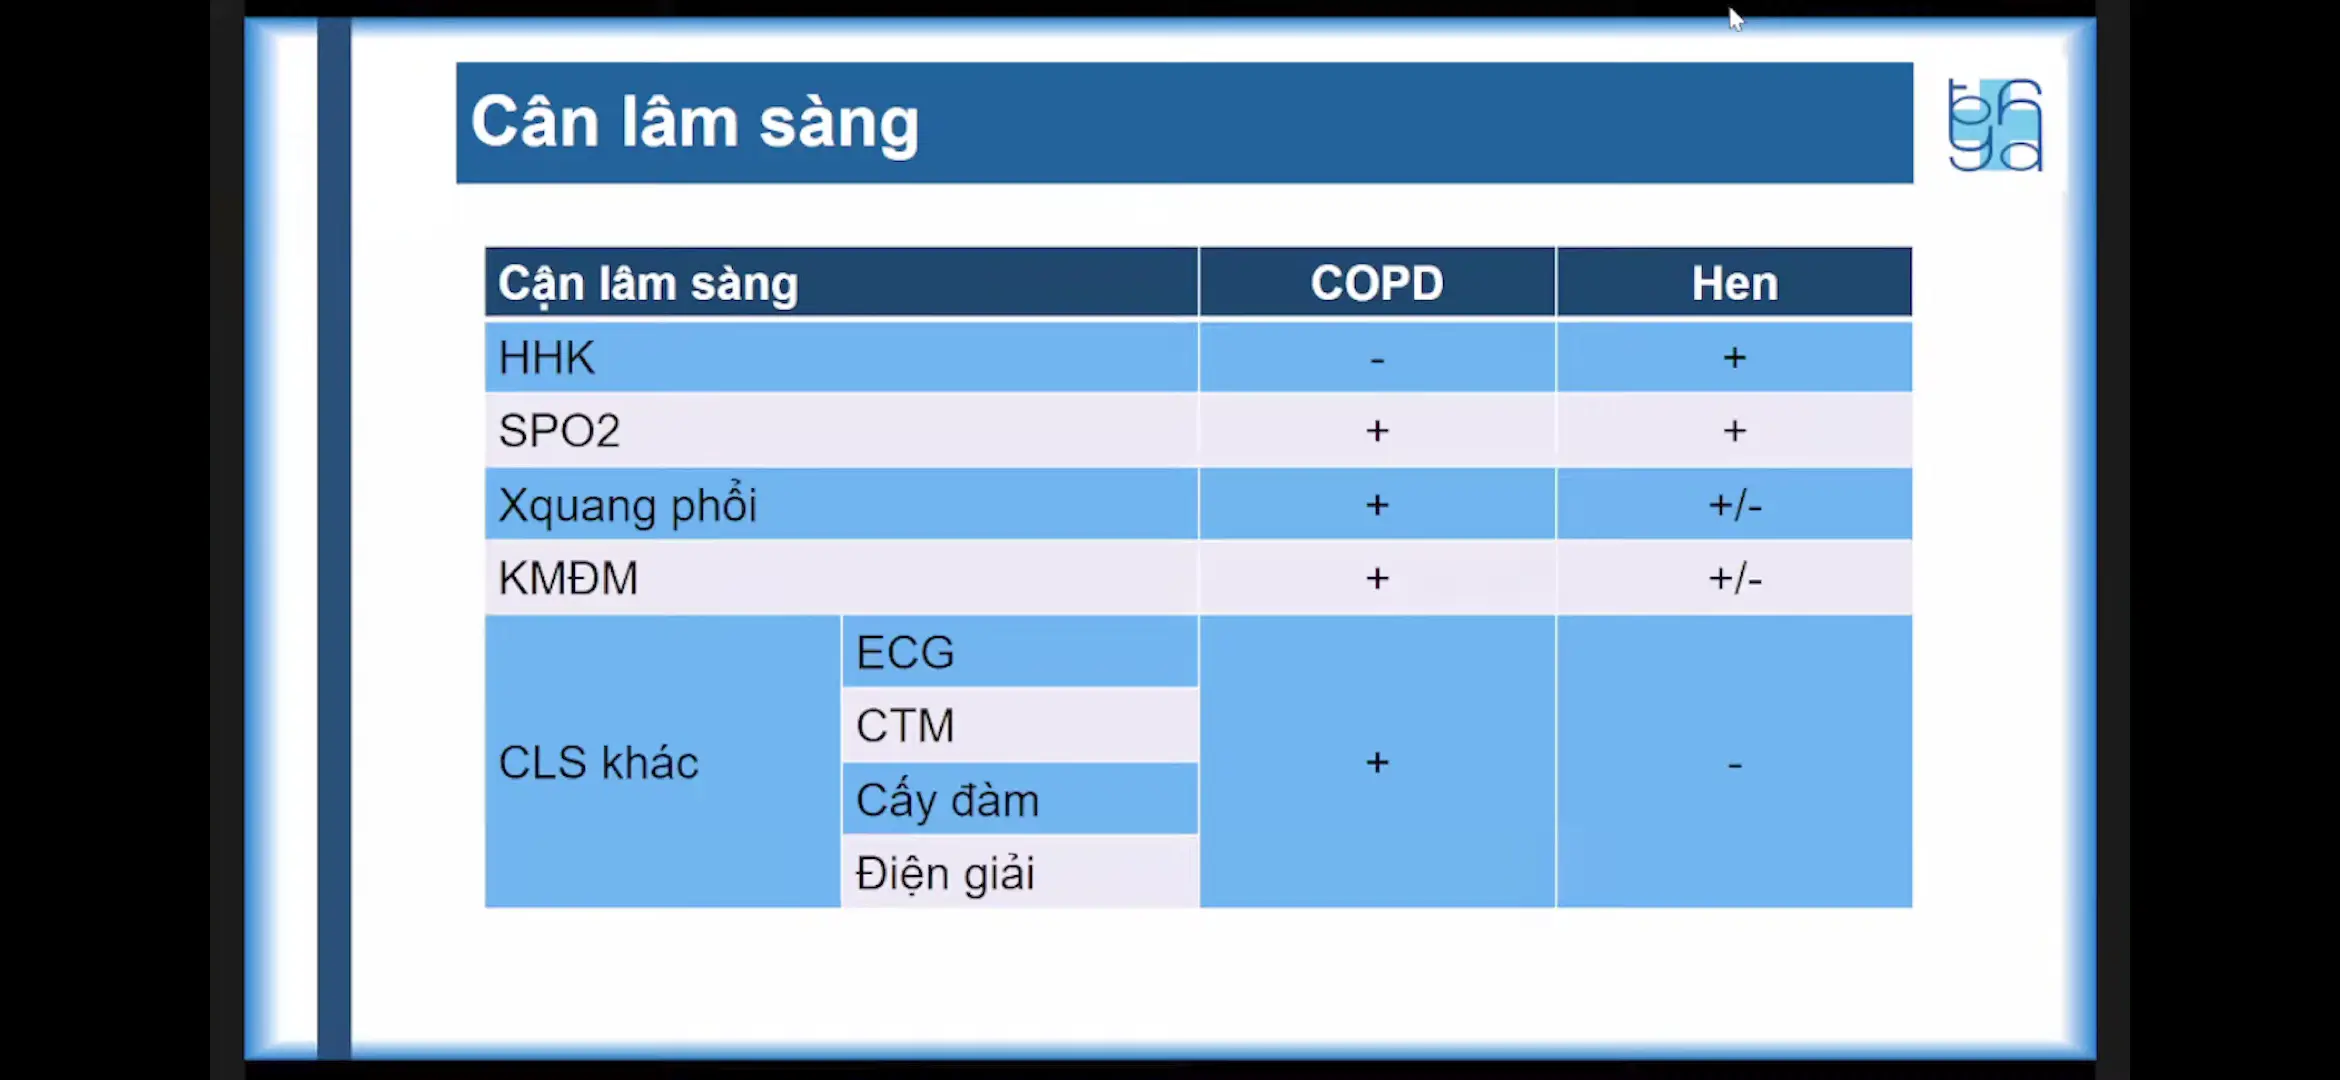 Cân lâm sàng
Cận lâm sàng COPD Hen
HHK - +
SPO2 + +
Xquang phổi + +/-
KMĐM + +/-
ECG
CTM
CLS khác + -
Cấy đàm
Điện giải